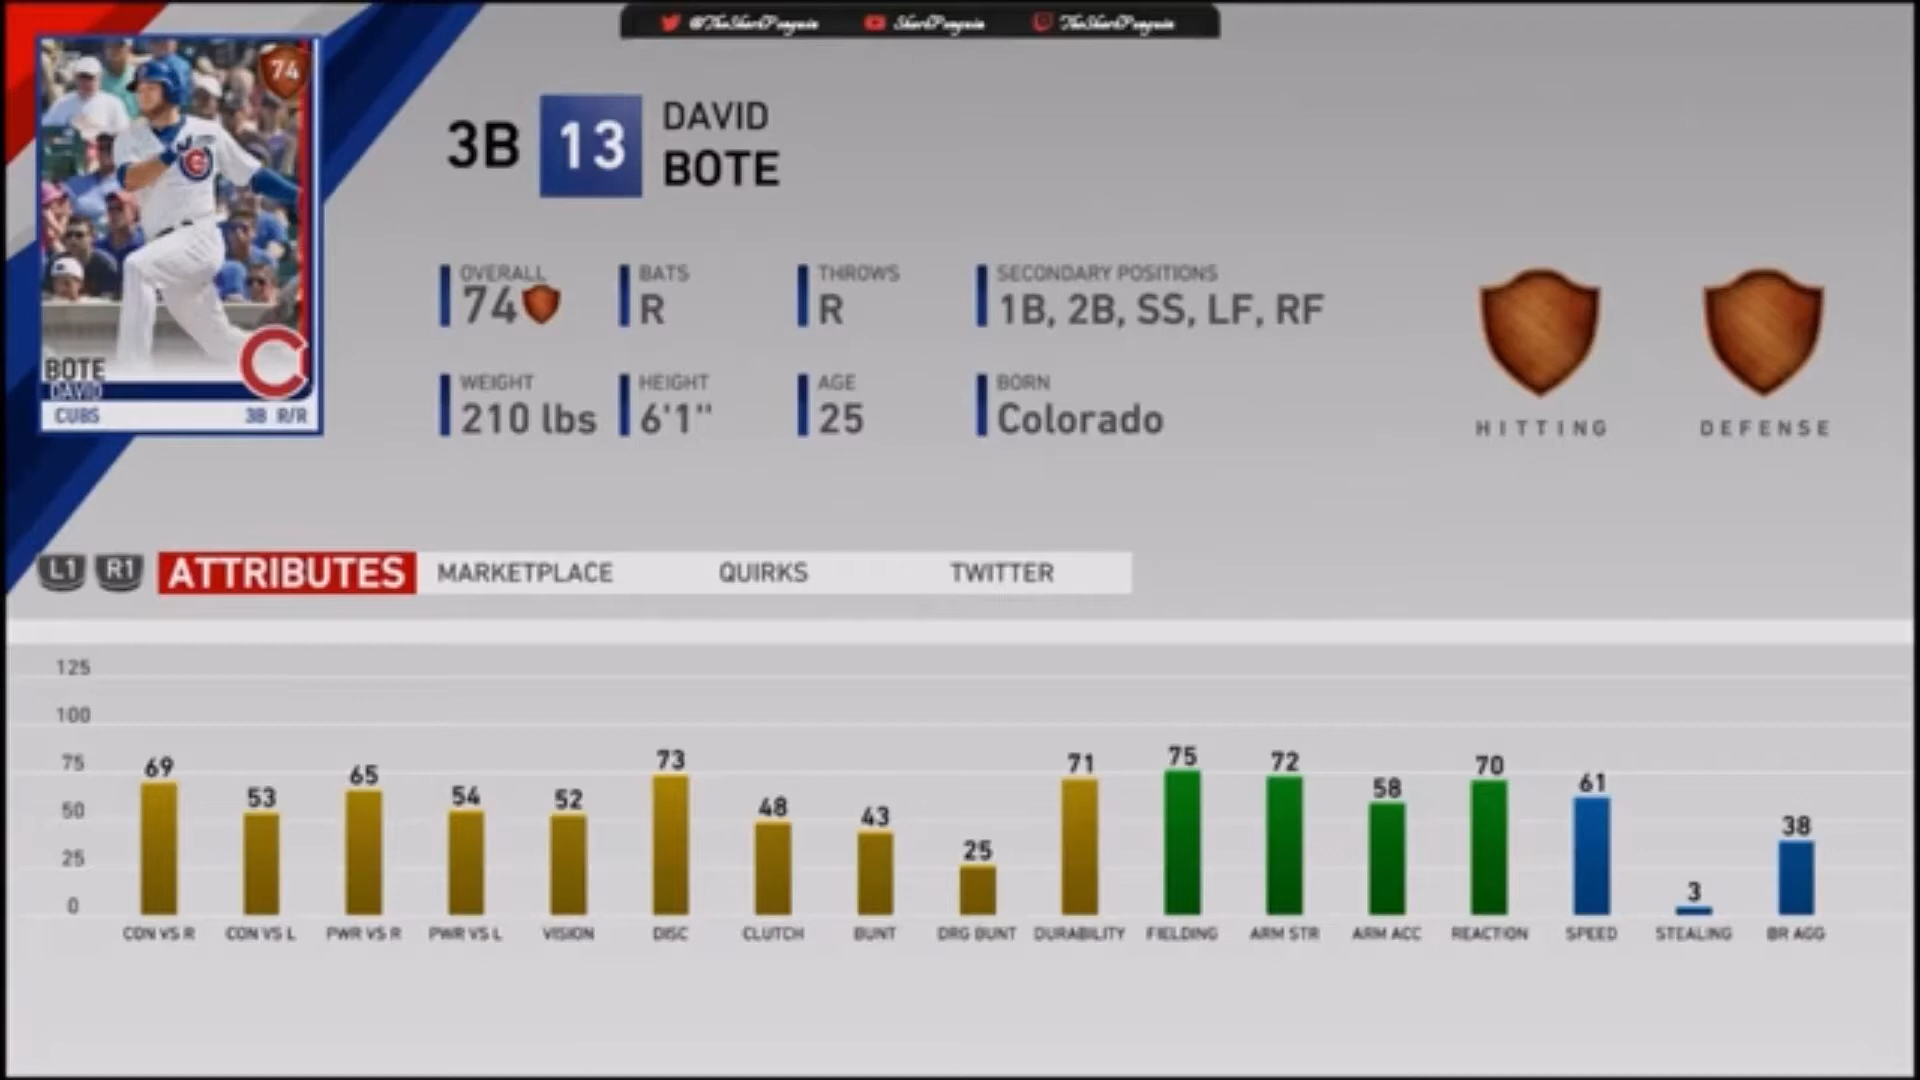 @TheSharkPenguin SharkPenguin TheSharkPenguin
74
BOTE
DAVID
CUBS 3B R/R
3B 13 DAVID
BOTE
OVERALL BATS THROWS SECONDARY POSITIONS
74 R R 1B, 2B, SS, LF, RF
WEIGHT HEIGHT AGE BORN
210 lbs 6'1" 25 Colorado
HITTING DEFENSE
L1 R1 ATTRIBUTES MARKETPLACE QUIRKS TWITTER
125
100
75
50
25
0
69 53 65 54 52 73 48 43 25 71 75 72 58 70 61 3 38
CON VS R CON VS L PWR VS R PWR VS L VISION DISC CLUTCH BUNT DRG BUNT DURABILITY FIELDING ARM STR ARM ACC REACTION SPEED STEALING BR AGG